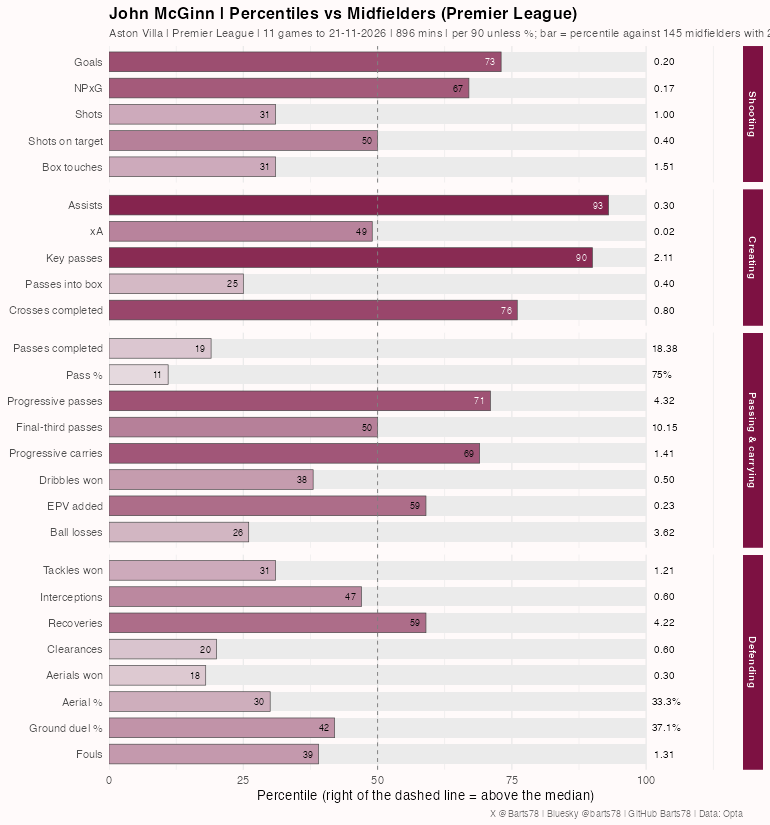 John McGinn | Percentiles vs Midfielders (Premier League)
Aston Villa | Premier League | 11 games to 21-11-2026 | 896 mins | per 90 unless %; bar = percentile against 145 midfielders with 2
Goals 73 0.20
NPxG 67 0.17
Shots 31 1.00
Shots on target 50 0.40
Box touches 31 1.51
Shooting
Assists 93 0.30
xA 49 0.02
Key passes 90 2.11
Passes into box 25 0.40
Crosses completed 76 0.80
Creating
Passes completed 19 18.38
Pass % 11 75%
Progressive passes 71 4.32
Final-third passes 50 10.15
Progressive carries 69 1.41
Dribbles won 38 0.50
EPV added 59 0.23
Ball losses 26 3.62
Passing & carrying
Tackles won 31 1.21
Interceptions 47 0.60
Recoveries 59 4.22
Clearances 20 0.60
Aerials won 18 0.30
Aerial % 30 33.3%
Ground duel % 42 37.1%
Fouls 39 1.31
Defending
0 25 50 75 100
Percentile (right of the dashed line = above the median)
X @Barts78 | Bluesky @barts78 | GitHub Barts78 | Data: Opta